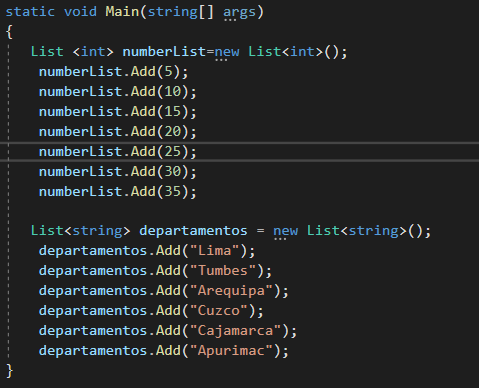 static void Main(string[] args)
{
List <int> numberList=new List<int>();
numberList.Add(5);
numberList.Add(10);
numberList.Add(15);
numberList.Add(20);
numberList.Add(25);
numberList.Add(30);
numberList.Add(35);
List<string> departamentos = new List<string>();
departamentos.Add("Lima");
departamentos.Add("Tumbes");
departamentos.Add("Arequipa");
departamentos.Add("Cuzco");
departamentos.Add("Cajamarca");
departamentos.Add("Apurimac");
}